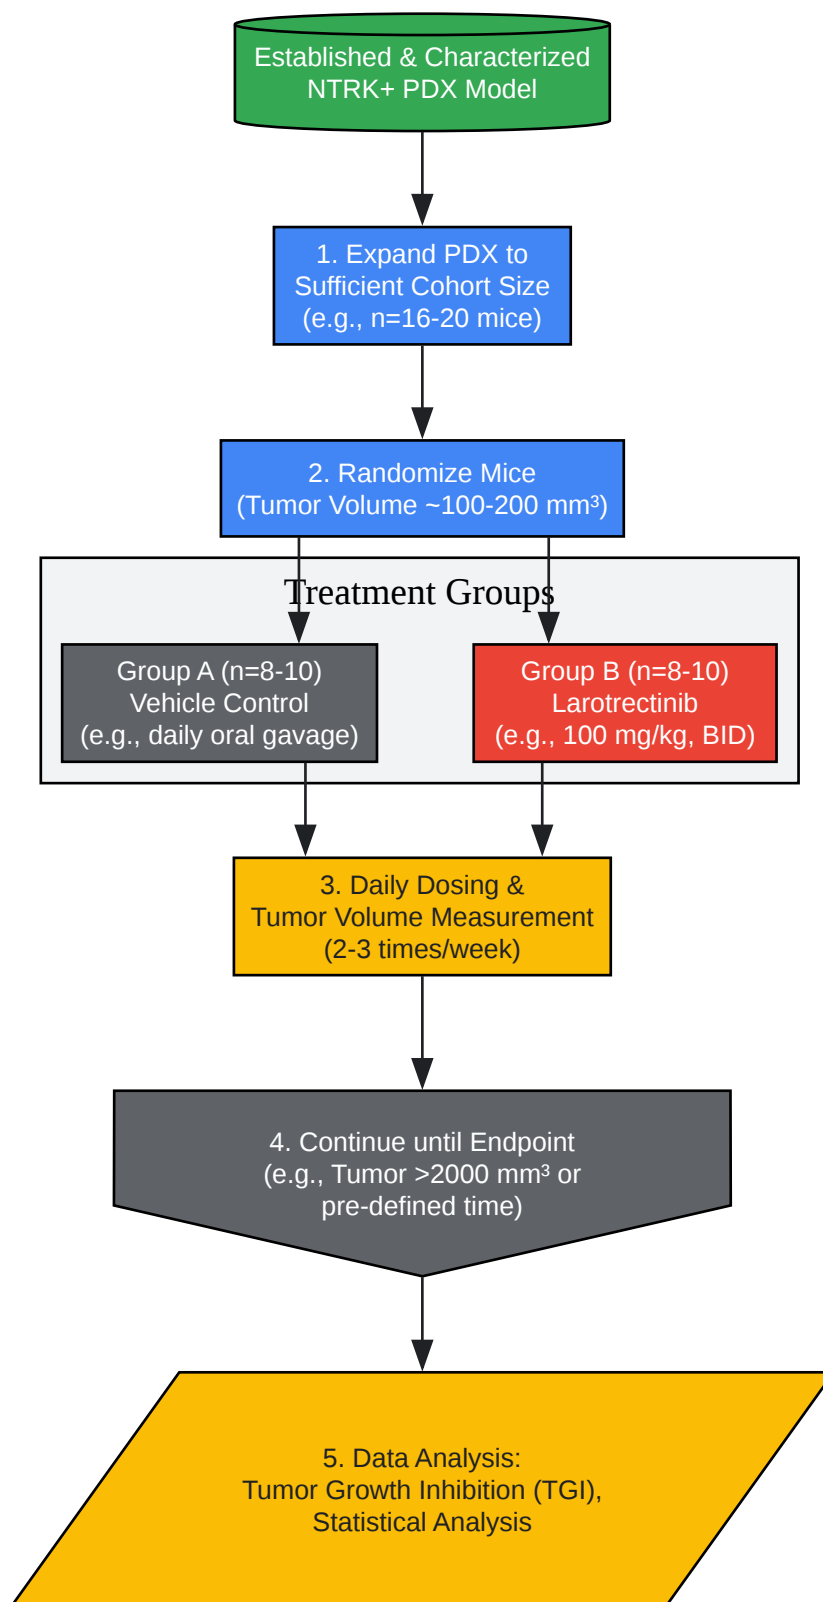 Established & Characterized
NTRK+ PDX Model
1. Expand PDX to
Sufficient Cohort Size
(e.g., n=16-20 mice)
2. Randomize Mice
(Tumor Volume ~100-200 mm³)
Treatment Groups
Group A (n=8-10)
Vehicle Control
(e.g., daily oral gavage)
Group B (n=8-10)
Larotrectinib
(e.g., 100 mg/kg, BID)
3. Daily Dosing &
Tumor Volume Measurement
(2-3 times/week)
4. Continue until Endpoint
(e.g., Tumor >2000 mm³ or
pre-defined time)
5. Data Analysis:
Tumor Growth Inhibition (TGI),
Statistical Analysis